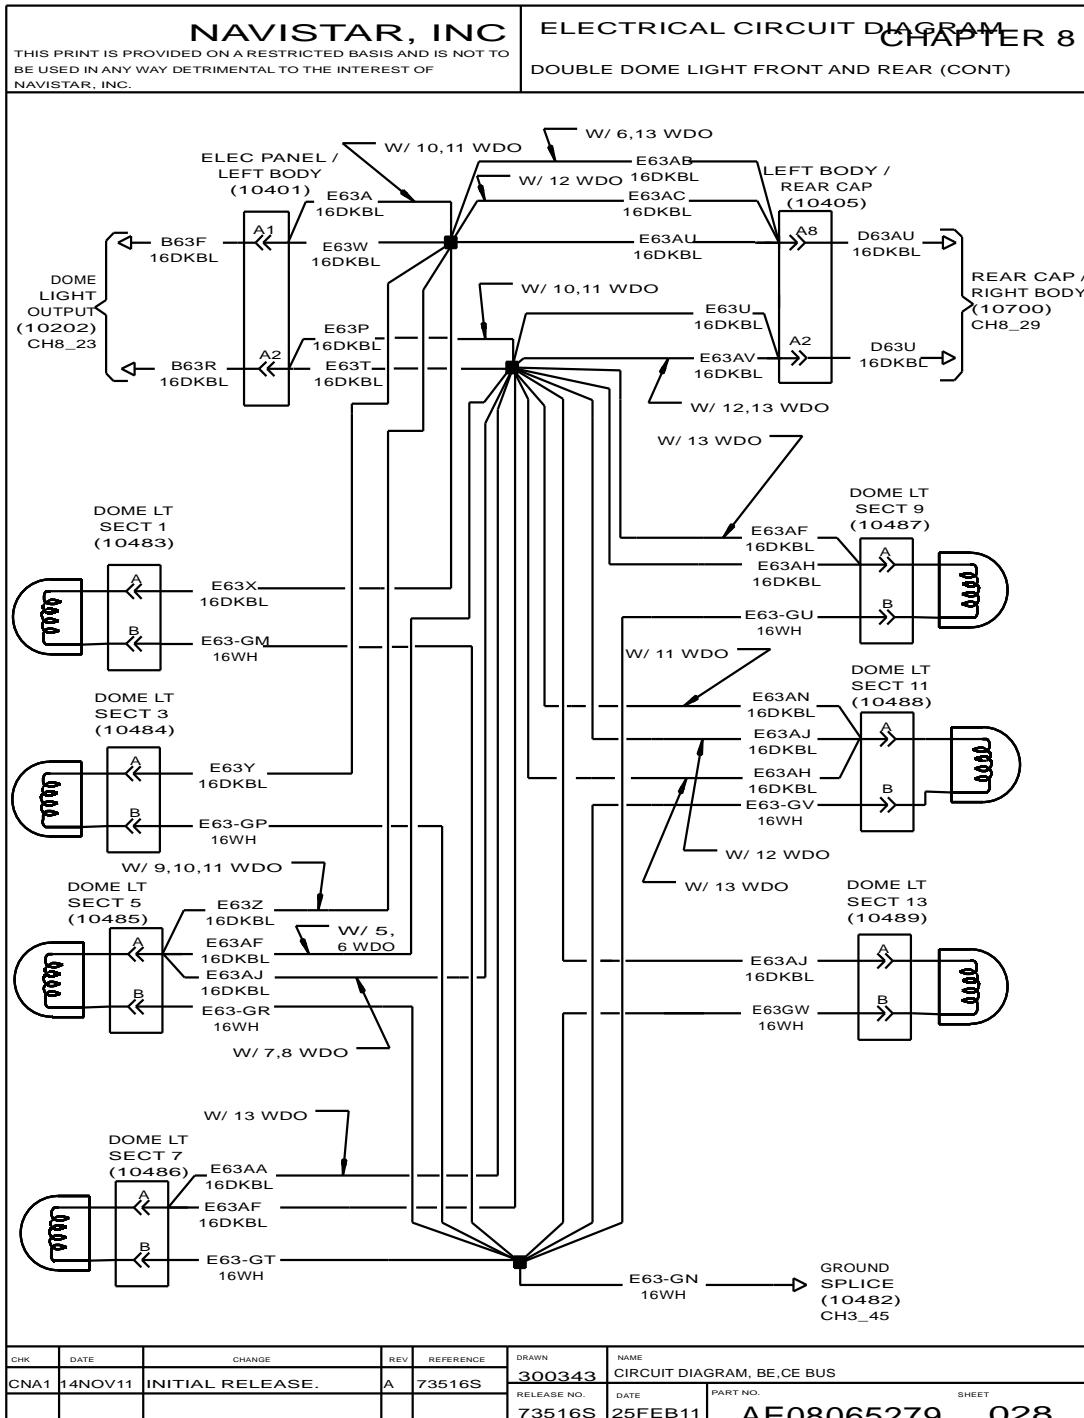 NAVISTAR, INC
THIS PRINT IS PROVIDED ON A RESTRICTED BASIS AND IS NOT TO
BE USED IN ANY WAY DETRIMENTAL TO THE INTEREST OF
NAVISTAR, INC.
ELECTRICAL CIRCUIT DIAGRAM
CHAPTER 8
DOUBLE DOME LIGHT FRONT AND REAR (CONT)
W/ 10,11 WDO
W/ 6,13 WDO
ELEC PANEL /
LEFT BODY
(10401)
E63A
16DKBL
W/ 12 WDO
E63AB
16DKBL
E63AC
16DKBL
LEFT BODY /
REAR CAP
(10405)
A1
B63F
16DKBL
E63W
16DKBL
E63AU
16DKBL
A8
D63AU
16DKBL
DOME
LIGHT
OUTPUT
(10202)
CH8_23
REAR CAP /
RIGHT BODY
(10700)
CH8_29
W/ 10,11 WDO
E63P
16DKBL
E63U
16DKBL
A2
B63R
16DKBL
E63T
16DKBL
E63AV
16DKBL
A2
D63U
16DKBL
W/ 12,13 WDO
W/ 13 WDO
DOME LT
SECT 1
(10483)
A
E63X
16DKBL
B
E63-GM
16WH
DOME LT
SECT 9
(10487)
E63AF
16DKBL
A
E63AH
16DKBL
B
E63-GU
16WH
W/ 11 WDO
DOME LT
SECT 3
(10484)
A
E63Y
16DKBL
B
E63-GP
16WH
DOME LT
SECT 11
(10488)
E63AN
16DKBL
A
E63AJ
16DKBL
E63AH
16DKBL
B
E63-GV
16WH
W/ 12 WDO
W/ 13 WDO
W/ 9,10,11 WDO
DOME LT
SECT 5
(10485)
E63Z
16DKBL
W/ 5,
6 WDO
A
E63AF
16DKBL
E63AJ
16DKBL
B
E63-GR
16WH
W/ 7,8 WDO
DOME LT
SECT 13
(10489)
A
E63AJ
16DKBL
B
E63GW
16WH
W/ 13 WDO
DOME LT
SECT 7
(10486)
E63AA
16DKBL
A
E63AF
16DKBL
B
E63-GT
16WH
E63-GN
16WH
GROUND
SPLICE
(10482)
CH3_45
CHK DATE CHANGE REV REFERENCE
CNA1 14NOV11 INITIAL RELEASE. A 73516S
DRAWN
300343
NAME
CIRCUIT DIAGRAM, BE,CE BUS
RELEASE NO.
73516S
DATE
25FEB11
PART NO.
AE08065279
SHEET
028